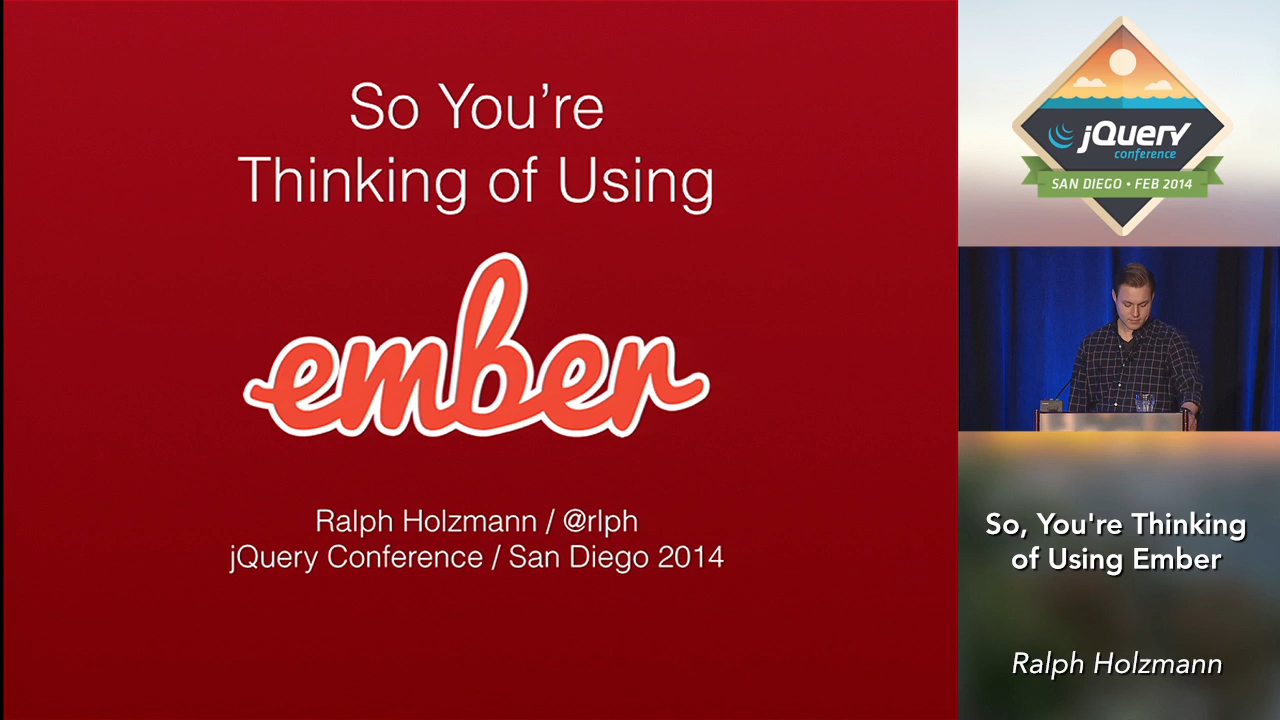 So You’re
Thinking of Using
ember
Ralph Holzmann / @rlph
jQuery Conference / San Diego 2014
jQuery
conference
SAN DIEGO • FEB 2014
So, You're Thinking
of Using Ember
Ralph Holzmann